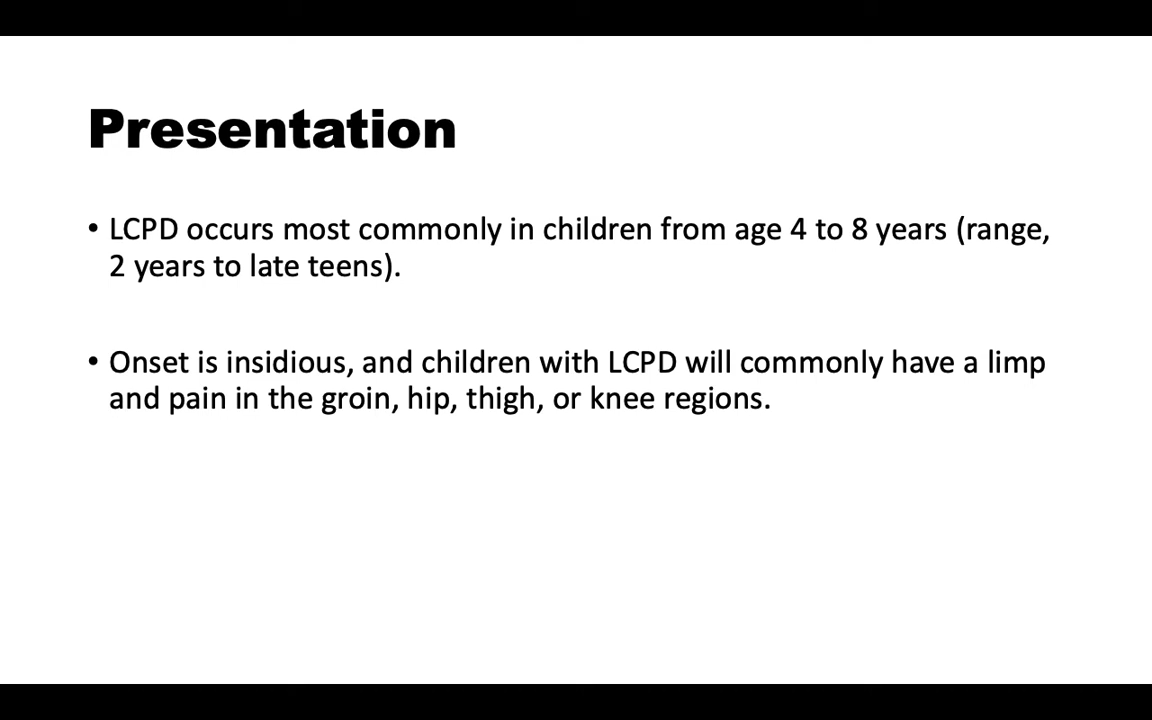 Presentation
• LCPD occurs most commonly in children from age 4 to 8 years (range,
2 years to late teens).
• Onset is insidious, and children with LCPD will commonly have a limp
and pain in the groin, hip, thigh, or knee regions.